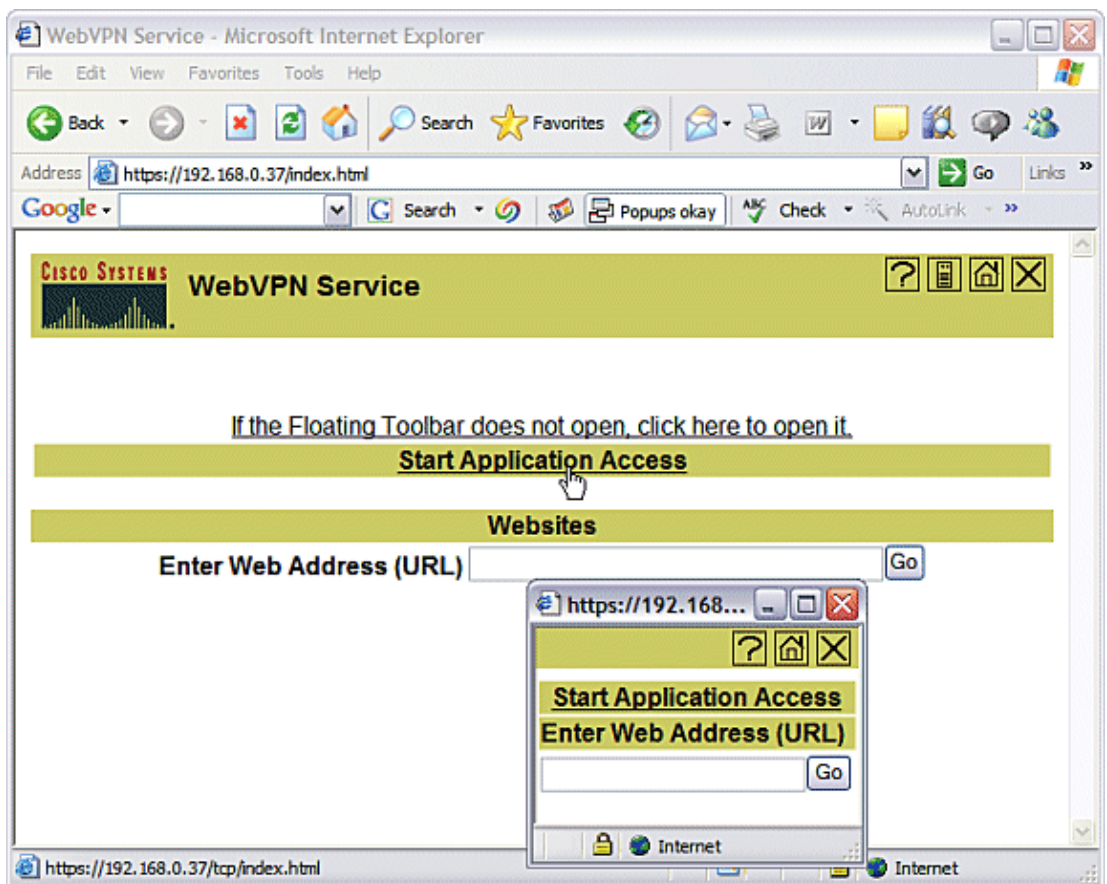 WebVPN Service - Microsoft Internet Explorer
File Edit View Favorites Tools Help
Back Search Favorites W
Address https://192.168.0.37/index.html Go Links »
Google G Search Popups okay ABC Check AutoLink »
CISCO SYSTEMS WebVPN Service ?
If the Floating Toolbar does not open, click here to open it.
Start Application Access
Websites
Enter Web Address (URL) Go
https://192.168...
?
Start Application Access
Enter Web Address (URL)
Go
Internet
https://192.168.0.37/tcp/index.html Internet